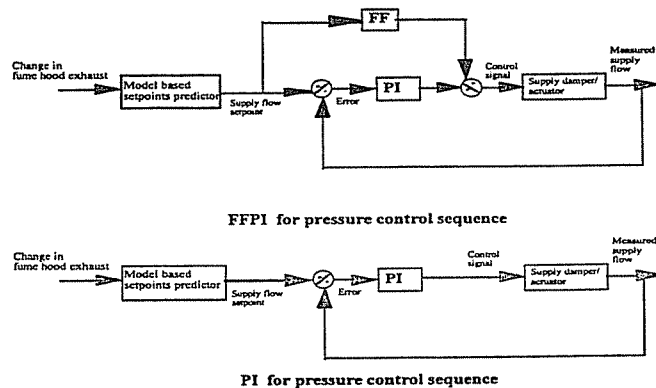 FF
Change in
fume hood exhaust
Model based
setpoints predictor
Supply flow
setpoint
Error
PI
Control
signal
Supply damper/
actuator
Measured
supply
flow
FFPI for pressure control sequence
Change in
fume hood exhaust
Model based
setpoints predictor
Supply flow
setpoint
Error
PI
Control
signal
Supply damper/
actuator
Measured
supply
flow
PI for pressure control sequence